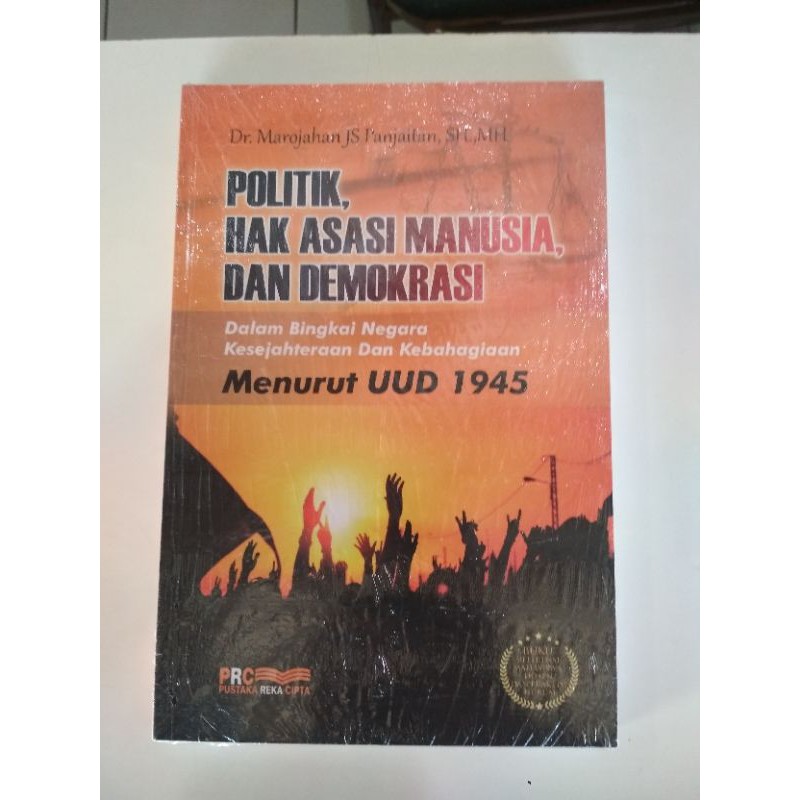 Dr. Marojahan JS Panjaitan, SH.,MH.
POLITIK,
HAK ASASI MANUSIA,
DAN DEMOKRASI
Dalam Bingkai Negara
Kesejahteraan Dan Kebahagiaan
Menurut UUD 1945
PRC
PUSTAKA REKA CIPTA
BUKU